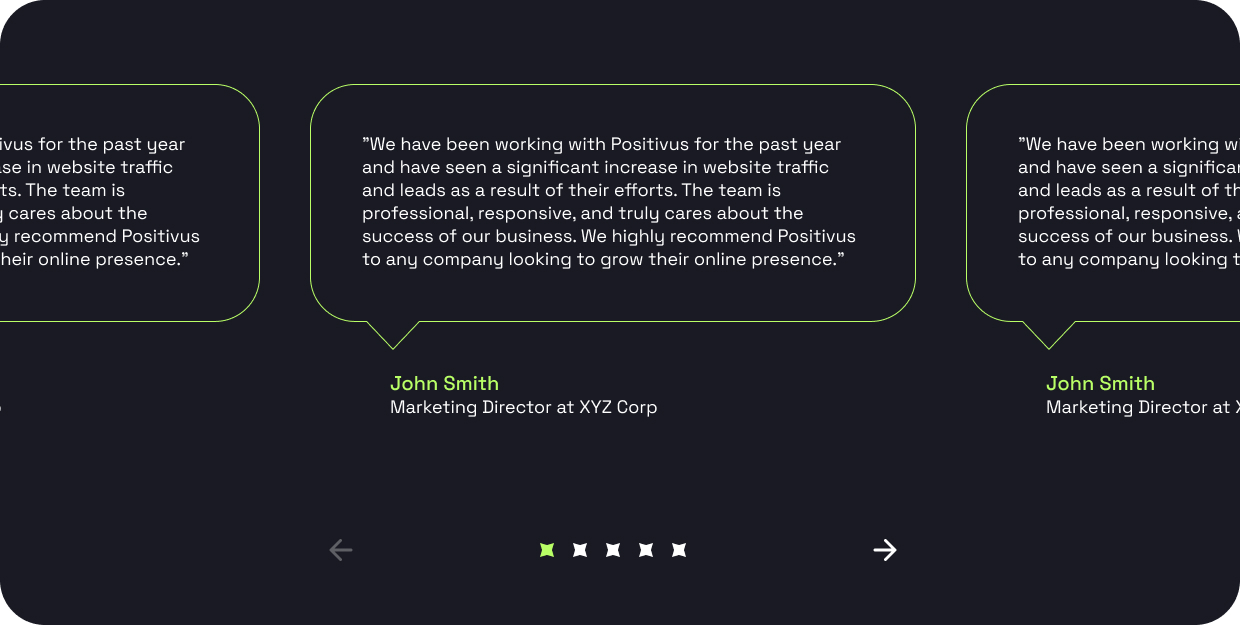 ivus for the past year
ase in website traffic
ts. The team is
y cares about the
y recommend Positivus
heir online presence.”
”We have been working with Positivus for the past year
and have seen a significant increase in website traffic
and leads as a result of their efforts. The team is
professional, responsive, and truly cares about the
success of our business. We highly recommend Positivus
to any company looking to grow their online presence.”
John Smith
Marketing Director at XYZ Corp
”We have been working wi
and have seen a significan
and leads as a result of th
professional, responsive, a
success of our business. W
to any company looking t
John Smith
Marketing Director at X